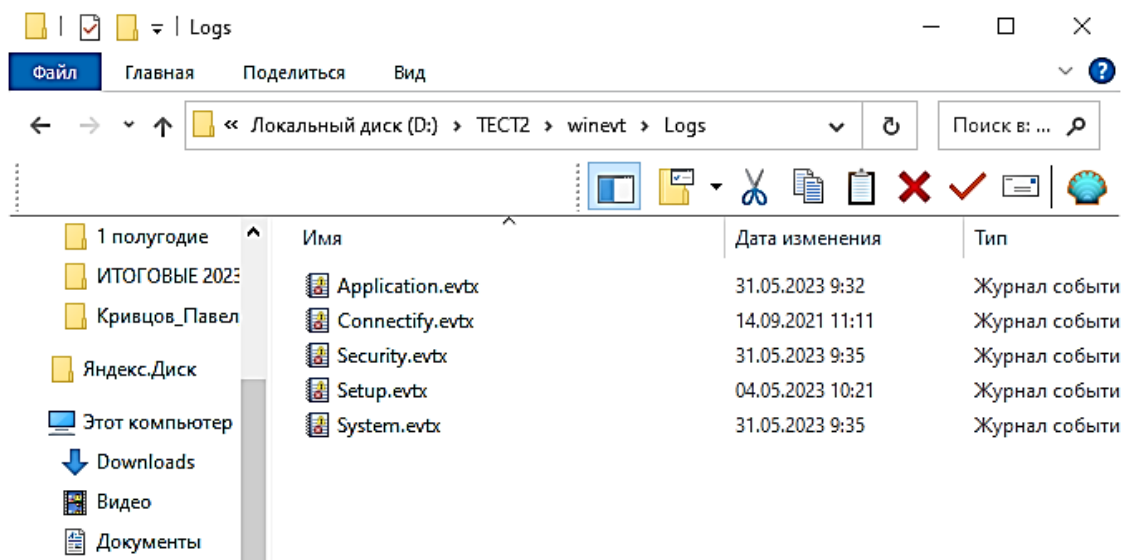 Logs
Файл Главная Поделиться Вид
« Локальный диск (D:) › ТЕСТ2 › winevt › Logs
Поиск в: ...
1 полугодие
ИТОГОВЫЕ 2023
Кривцов_Павел
Яндекс.Диск
Этот компьютер
Downloads
Видео
Документы
Имя Дата изменения Тип
Application.evtx 31.05.2023 9:32 Журнал событи
Connectify.evtx 14.09.2021 11:11 Журнал событи
Security.evtx 31.05.2023 9:35 Журнал событи
Setup.evtx 04.05.2023 10:21 Журнал событи
System.evtx 31.05.2023 9:35 Журнал событи